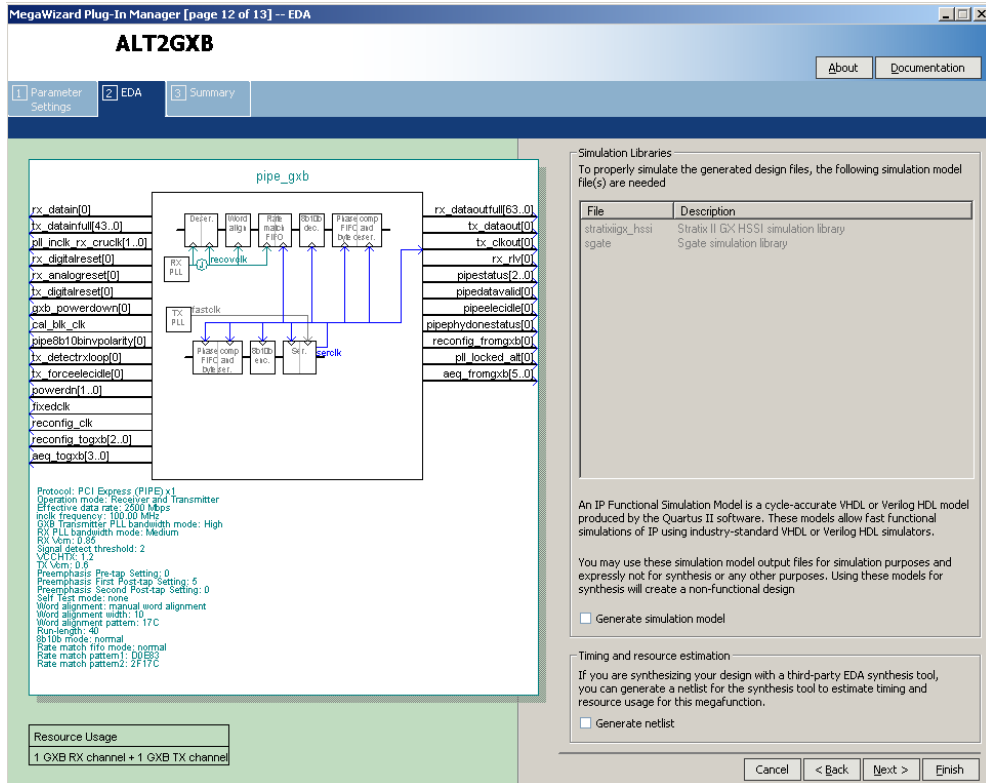 MegaWizard Plug-In Manager [page 12 of 13] -- EDA
ALT2GXB
About
Documentation
1 Parameter Settings
2 EDA
3 Summary
pipe_gxb
rx_datain[0]
tx_datainfull[43..0]
pll_inclk_rx_cruclk[1..0]
rx_digitalreset[0]
rx_analogreset[0]
tx_digitalreset[0]
gxb_powerdown[0]
cal_blk_clk
pipe8b10binvpolarity[0]
tx_detectrxloop[0]
tx_forceelecidle[0]
powerdn[1..0]
fixedclk
reconfig_clk
reconfig_togxb[2..0]
aeq_togxb[3..0]
Deser.
Word align
Rate match FIFO
8b10b dec.
Phase comp FIFO and byte deser.
RX PLL
recovclk
TX PLL
fastclk
Phase comp FIFO and byte ser.
8b10b enc.
Ser.
serclk
rx_dataoutfull[63..0]
tx_dataout[0]
tx_clkout[0]
rx_rlv[0]
pipestatus[2..0]
pipedatavalid[0]
pipeelecidle[0]
pipephydonestatus[0]
reconfig_fromgxb[0]
pll_locked_alt[0]
aeq_fromgxb[5..0]
Protocol: PCI Express (PIPE) x1
Operation mode: Receiver and Transmitter
Effective data rate: 2500 Mbps
inclk frequency: 100.00 MHz
GXB Transmitter PLL bandwidth mode: High
RX PLL bandwidth mode: Medium
RX Vcm: 0.85
Signal detect threshold: 2
VCCHTX: 1.2
TX Vcm: 0.6
Preemphasis Pre-tap Setting: 0
Preemphasis First Post-tap Setting: 5
Preemphasis Second Post-tap Setting: 0
Self Test mode: none
Word alignment: manual word alignment
Word alignment width: 10
Word alignment pattern: 17C
Run-length: 40
8b10b mode: normal
Rate match fifo mode: normal
Rate match pattern1: D0E83
Rate match pattern2: 2F17C
Resource Usage
1 GXB RX channel + 1 GXB TX channel
Simulation Libraries
To properly simulate the generated design files, the following simulation model
file(s) are needed
File Description
stratixiigx_hssi Stratix II GX HSSI simulation library
sgate Sgate simulation library
An IP Functional Simulation Model is a cycle-accurate VHDL or Verilog HDL model
produced by the Quartus II software. These models allow fast functional
simulations of IP using industry-standard VHDL or Verilog HDL simulators.
You may use these simulation model output files for simulation purposes and
expressly not for synthesis or any other purposes. Using these models for
synthesis will create a non-functional design
Generate simulation model
Timing and resource estimation
If you are synthesizing your design with a third-party EDA synthesis tool,
you can generate a netlist for the synthesis tool to estimate timing and
resource usage for this megafunction.
Generate netlist
Cancel
< Back
Next >
Finish